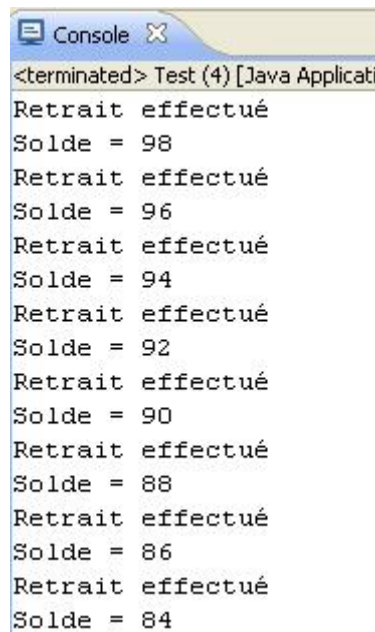 Console
<terminated> Test (4) [Java Applicati
Retrait effectué
Solde = 98
Retrait effectué
Solde = 96
Retrait effectué
Solde = 94
Retrait effectué
Solde = 92
Retrait effectué
Solde = 90
Retrait effectué
Solde = 88
Retrait effectué
Solde = 86
Retrait effectué
Solde = 84